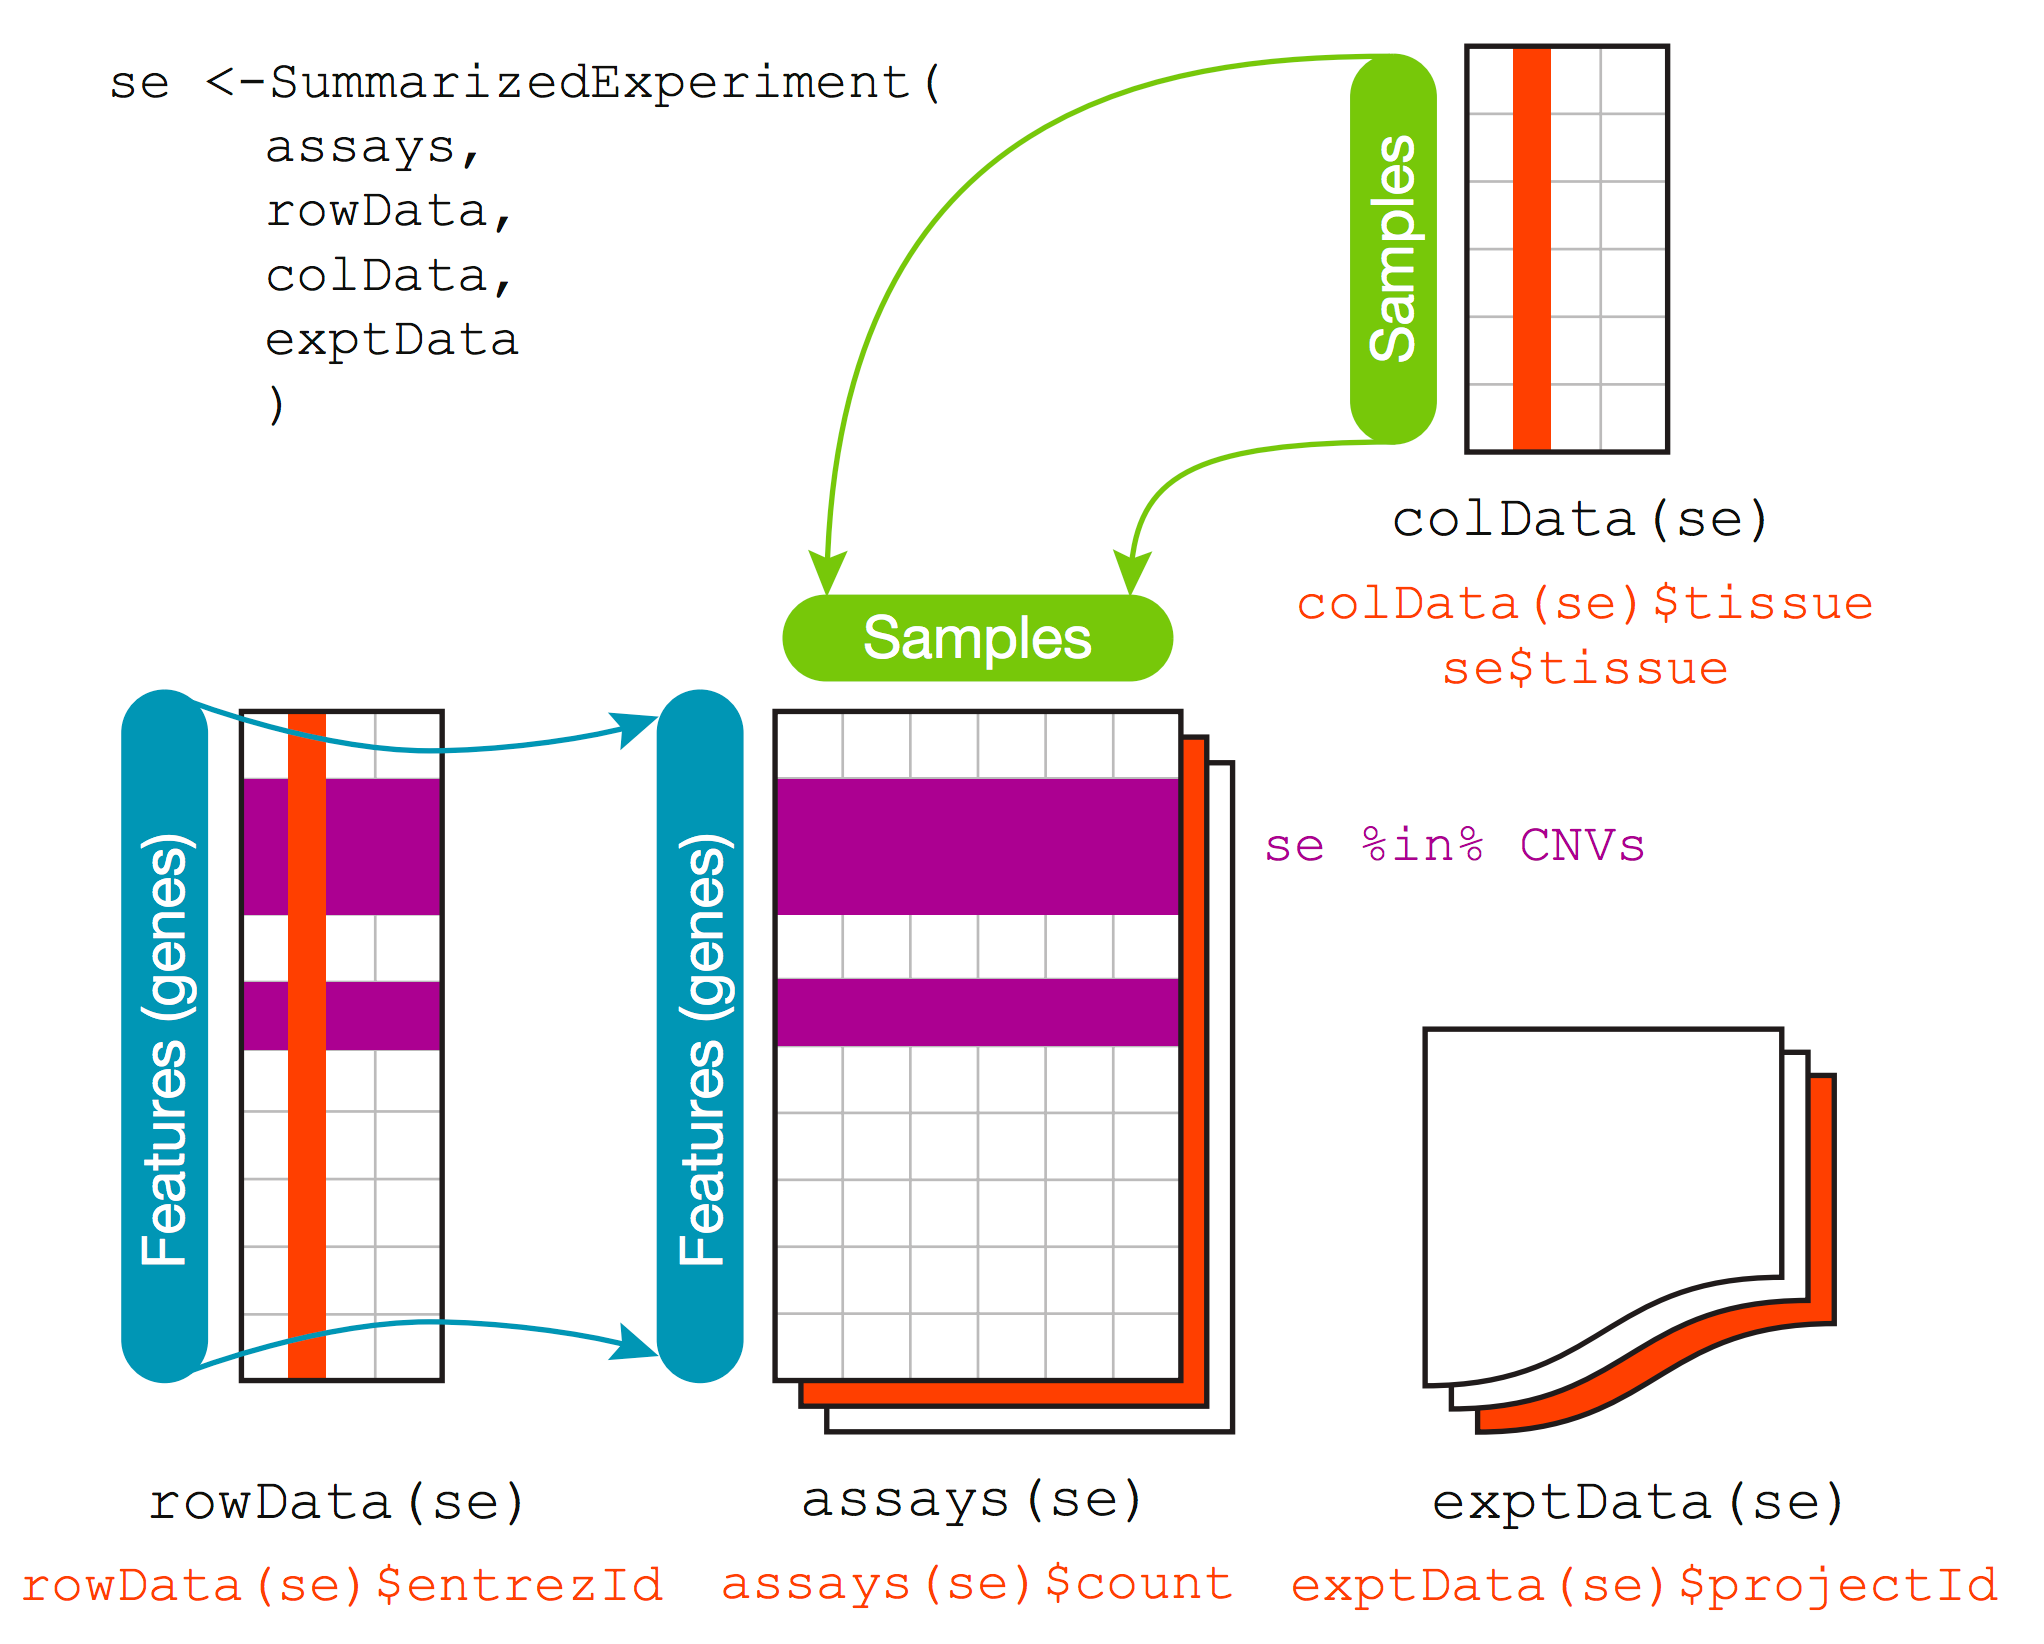 se <-SummarizedExperiment(
assays,
rowData,
colData,
exptData
)
Samples
colData(se)
colData(se)$tissue
se$tissue
Samples
Features (genes)
Features (genes)
se %in% CNVs
rowData(se)
rowData(se)$entrezId
assays(se)
assays(se)$count
exptData(se)
exptData(se)$projectId